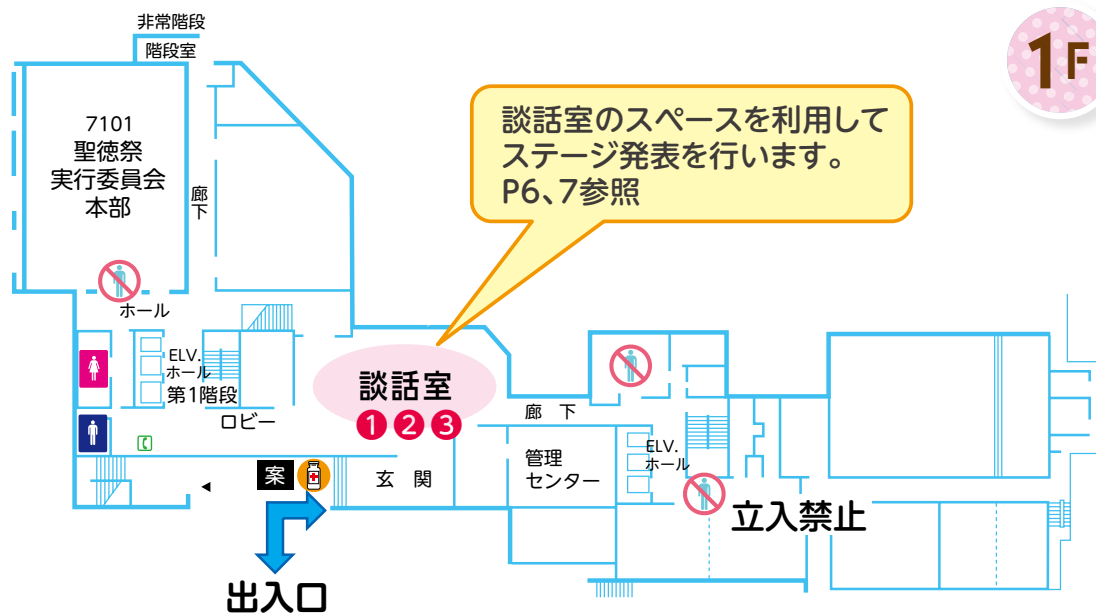 非常階段
階段室
1F
7101
聖徳祭
実行委員会
本部
廊下
談話室のスペースを利用して
ステージ発表を行います。
P6、7参照
ホール
ELV.
ホール
第1階段
ロビー
談話室
1 2 3
廊 下
管理
センター
ELV.
ホール
案
玄 関
立入禁止
出入口